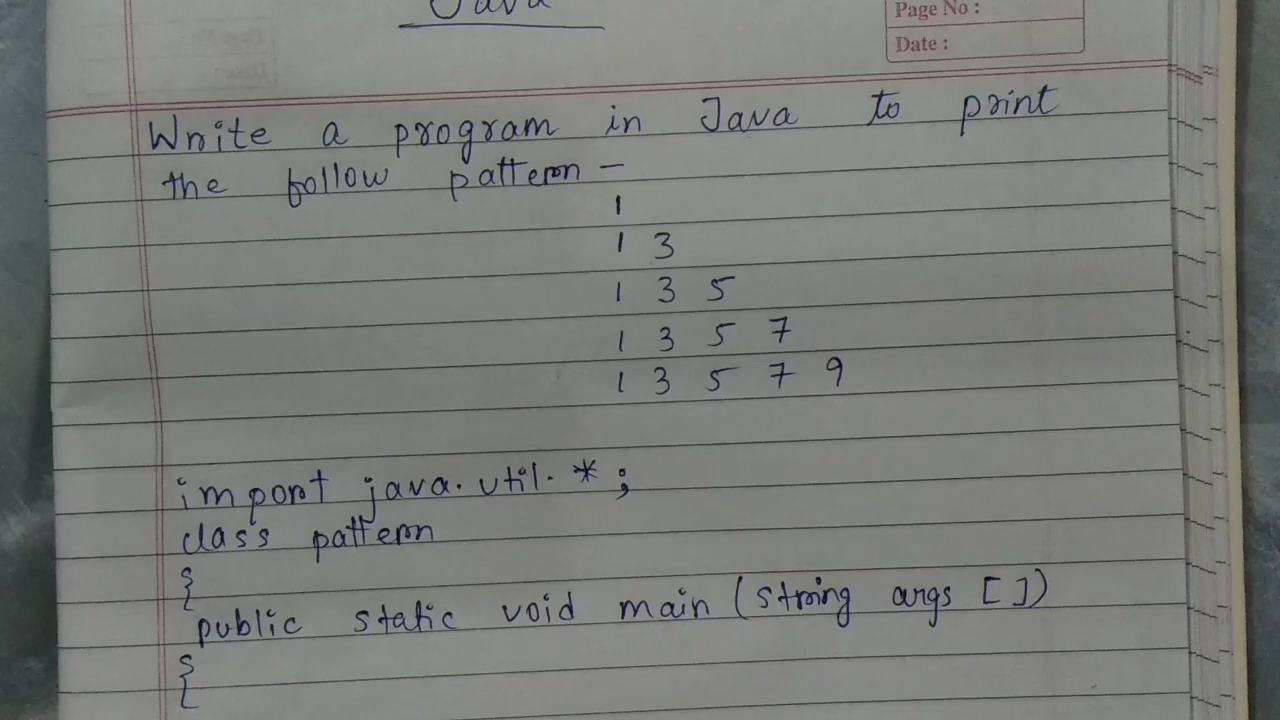 Java
Page No :
Date :
Write a program in Java to print
the follow pattern –
1
1 3
1 3 5
1 3 5 7
1 3 5 7 9
import java.util.*;
class pattern
{
public static void main (string args [])
{